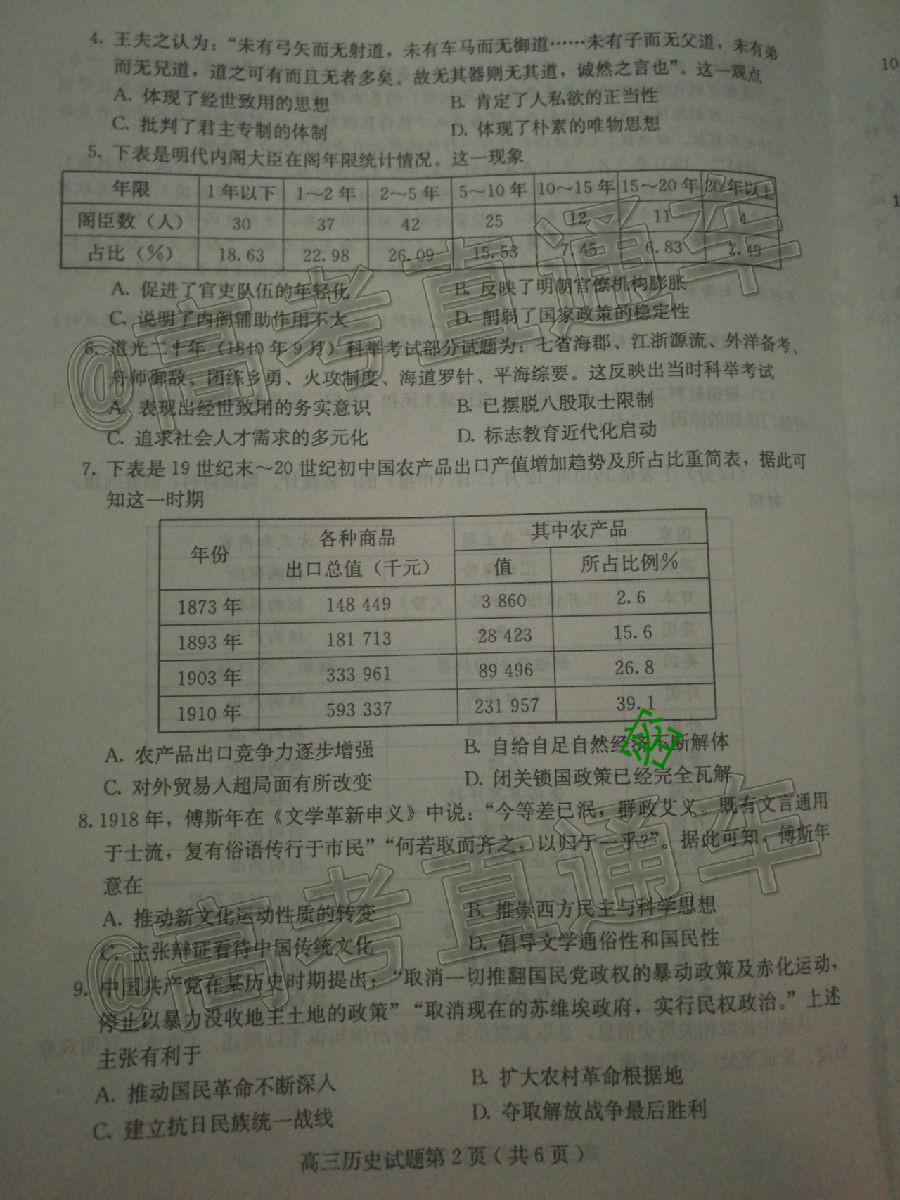 4. 王夫之认为：“未有弓矢而无射道，未有车马而无御道……未有子而无父道，未有弟
而无兄道，道之可有而且无者多矣。故无其器则无其道，诚然之言也”。这一观点
A. 体现了经世致用的思想 B. 肯定了人私欲的正当性
C. 批判了君主专制的体制 D. 体现了朴素的唯物思想
5. 下表是明代内阁大臣在阁年限统计情况。这一现象
年限 1年以下 1～2年 2～5年 5～10年 10～15年 15～20年 20年以上
阁臣数（人） 30 37 42 25 12 11 4
占比（%） 18.63 22.98 26.09 15.53 7.45 6.83 2.49
A. 促进了官吏队伍的年轻化 B. 反映了明朝官僚机构膨胀
C. 说明了内阁辅助作用不大 D. 削弱了国家政策的稳定性
6. 道光二十年（1840年9月）科举考试部分试题为：七省海郡、江浙源流、外洋备考、
舟师御敌、团练乡勇、火攻制度、海道罗针、平海综要。这反映出当时科举考试
A. 表现出经世致用的务实意识 B. 已摆脱八股取士限制
C. 追求社会人才需求的多元化 D. 标志教育近代化启动
7. 下表是19世纪末～20世纪初中国农产品出口产值增加趋势及所占比重简表，据此可
知这一时期
年份 各种商品 其中农产品
出口总值（千元） 值 所占比例%
1873年 148 449 3 860 2.6
1893年 181 713 28 423 15.6
1903年 333 961 89 496 26.8
1910年 593 337 231 957 39.1
A. 农产品出口竞争力逐步增强 B. 自给自足自然经济不断解体
C. 对外贸易人超局面有所改变 D. 闭关锁国政策已经完全瓦解
密
8. 1918年，傅斯年在《文学革新申义》中说：“今等差已泯，群政艾义。既有文言通用
于士流，复有俗语传行于市民”“何若取而齐之，以归于一乎?”。据此可知，傅斯年
意在
A. 推动新文化运动性质的转变 B. 推崇西方民主与科学思想
C. 主张辩证看待中国传统文化 D. 倡导文学通俗性和国民性
9. 中国共产党在某历史时期提出：“取消一切推翻国民党政权的暴动政策及赤化运动，
停止以暴力没收地主土地的政策”“取消现在的苏维埃政府，实行民权政治。”上述
主张有利于
A. 推动国民革命不断深入 B. 扩大农村革命根据地
C. 建立抗日民族统一战线 D. 夺取解放战争最后胜利
高三历史试题第2页（共6页）
@高考直通车
@高考直通车
10
1